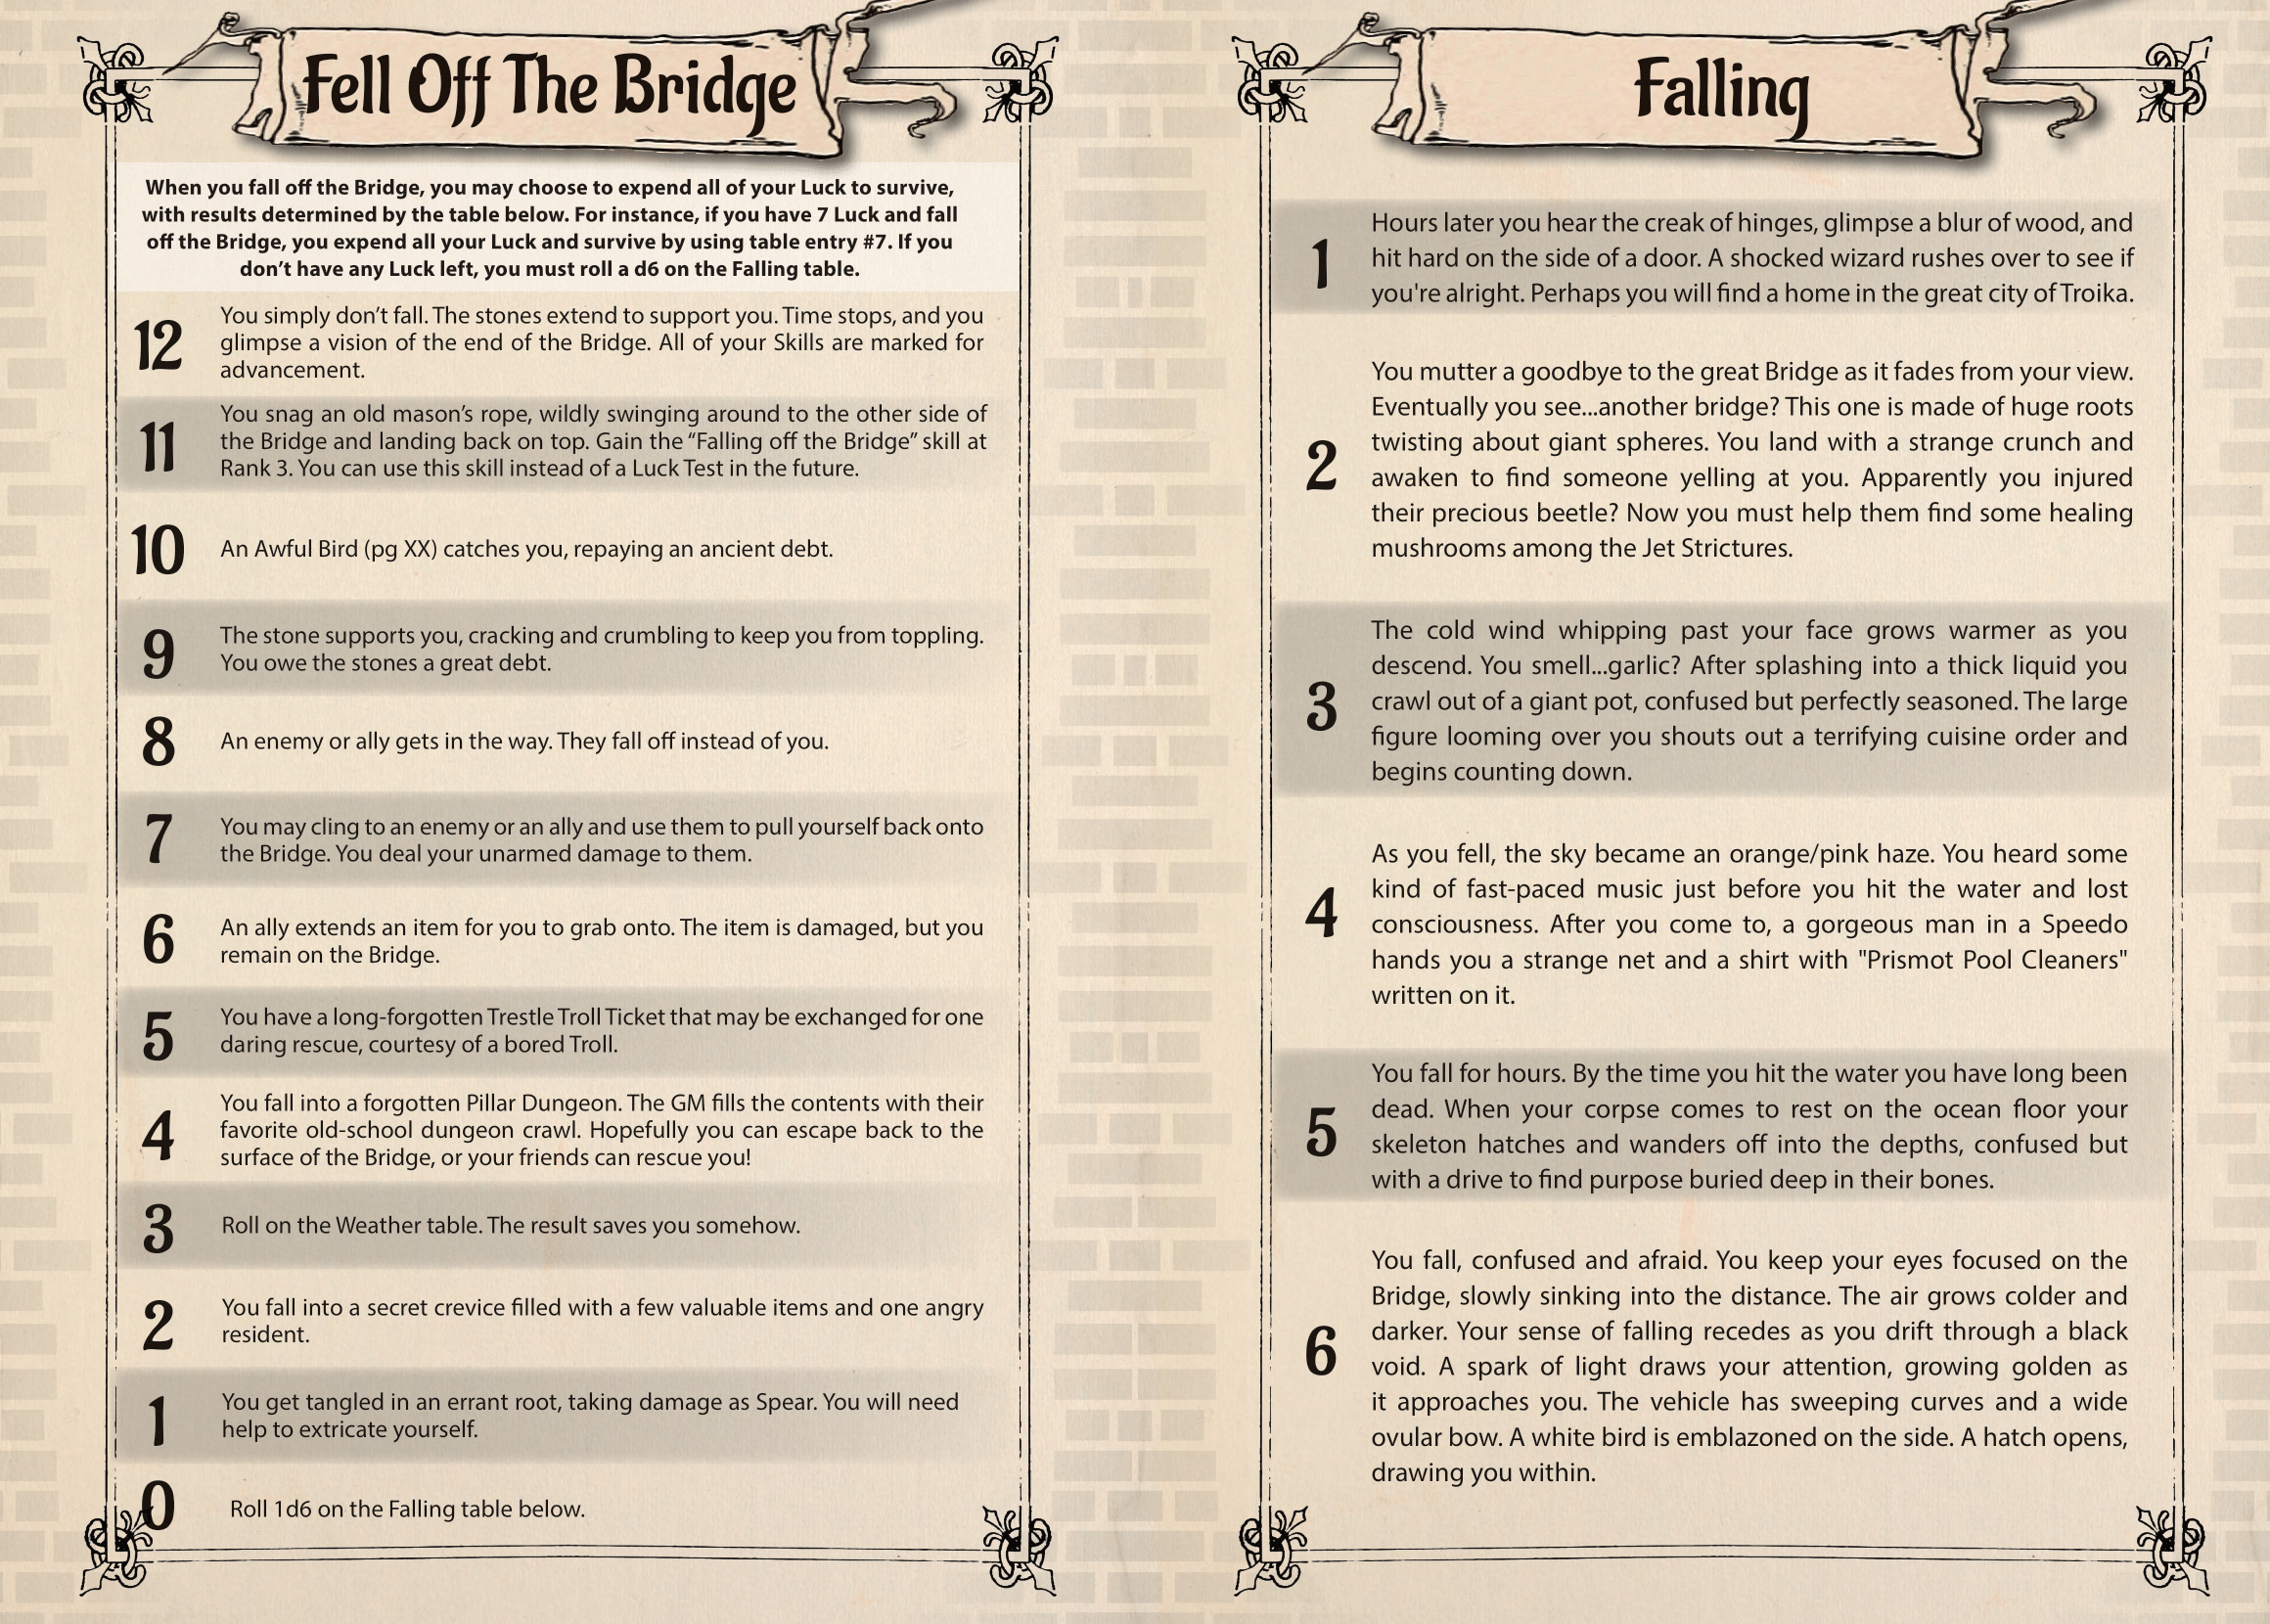 Fell Off The Bridge
When you fall off the Bridge, you may choose to expend all of your Luck to survive,
with results determined by the table below. For instance, if you have 7 Luck and fall
off the Bridge, you expend all your Luck and survive by using table entry #7. If you
don’t have any Luck left, you must roll a d6 on the Falling table.
12
You simply don’t fall. The stones extend to support you. Time stops, and you
glimpse a vision of the end of the Bridge. All of your Skills are marked for
advancement.
11
You snag an old mason’s rope, wildly swinging around to the other side of
the Bridge and landing back on top. Gain the “Falling off the Bridge” skill at
Rank 3. You can use this skill instead of a Luck Test in the future.
10
An Awful Bird (pg XX) catches you, repaying an ancient debt.
9
The stone supports you, cracking and crumbling to keep you from toppling.
You owe the stones a great debt.
8
An enemy or ally gets in the way. They fall off instead of you.
7
You may cling to an enemy or an ally and use them to pull yourself back onto
the Bridge. You deal your unarmed damage to them.
6
An ally extends an item for you to grab onto. The item is damaged, but you
remain on the Bridge.
5
You have a long-forgotten Trestle Troll Ticket that may be exchanged for one
daring rescue, courtesy of a bored Troll.
4
You fall into a forgotten Pillar Dungeon. The GM fills the contents with their
favorite old-school dungeon crawl. Hopefully you can escape back to the
surface of the Bridge, or your friends can rescue you!
3
Roll on the Weather table. The result saves you somehow.
2
You fall into a secret crevice filled with a few valuable items and one angry
resident.
1
You get tangled in an errant root, taking damage as Spear. You will need
help to extricate yourself.
0
Roll 1d6 on the Falling table below.
Falling
1
Hours later you hear the creak of hinges, glimpse a blur of wood, and
hit hard on the side of a door. A shocked wizard rushes over to see if
you're alright. Perhaps you will find a home in the great city of Troika.
2
You mutter a goodbye to the great Bridge as it fades from your view.
Eventually you see...another bridge? This one is made of huge roots
twisting about giant spheres. You land with a strange crunch and
awaken to find someone yelling at you. Apparently you injured
their precious beetle? Now you must help them find some healing
mushrooms among the Jet Strictures.
3
The cold wind whipping past your face grows warmer as you
descend. You smell...garlic? After splashing into a thick liquid you
crawl out of a giant pot, confused but perfectly seasoned. The large
figure looming over you shouts out a terrifying cuisine order and
begins counting down.
4
As you fell, the sky became an orange/pink haze. You heard some
kind of fast-paced music just before you hit the water and lost
consciousness. After you come to, a gorgeous man in a Speedo
hands you a strange net and a shirt with "Prismot Pool Cleaners"
written on it.
5
You fall for hours. By the time you hit the water you have long been
dead. When your corpse comes to rest on the ocean floor your
skeleton hatches and wanders off into the depths, confused but
with a drive to find purpose buried deep in their bones.
6
You fall, confused and afraid. You keep your eyes focused on the
Bridge, slowly sinking into the distance. The air grows colder and
darker. Your sense of falling recedes as you drift through a black
void. A spark of light draws your attention, growing golden as
it approaches you. The vehicle has sweeping curves and a wide
ovular bow. A white bird is emblazoned on the side. A hatch opens,
drawing you within.